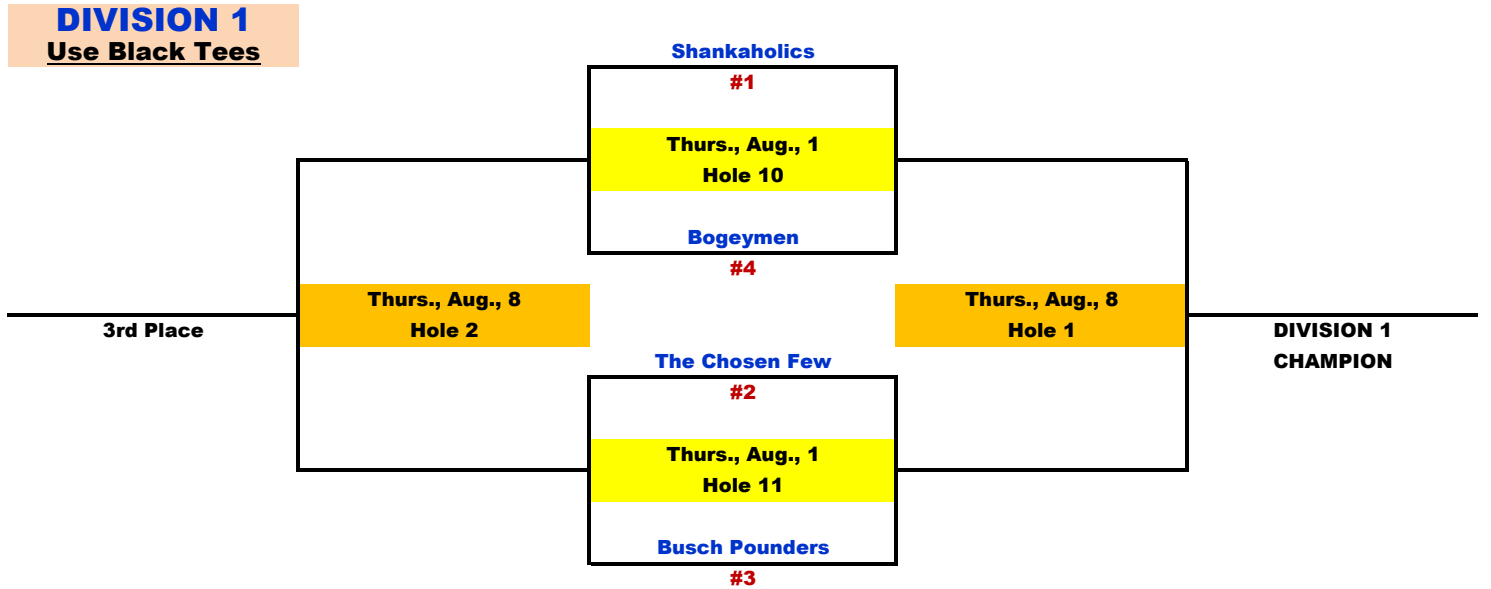 DIVISION 1
Use Black Tees
Shankaholics
#1
Thurs., Aug., 1
Hole 10
Bogeymen
#4
Thurs., Aug., 8
Hole 2
3rd Place
Thurs., Aug., 8
Hole 1
DIVISION 1
CHAMPION
The Chosen Few
#2
Thurs., Aug., 1
Hole 11
Busch Pounders
#3